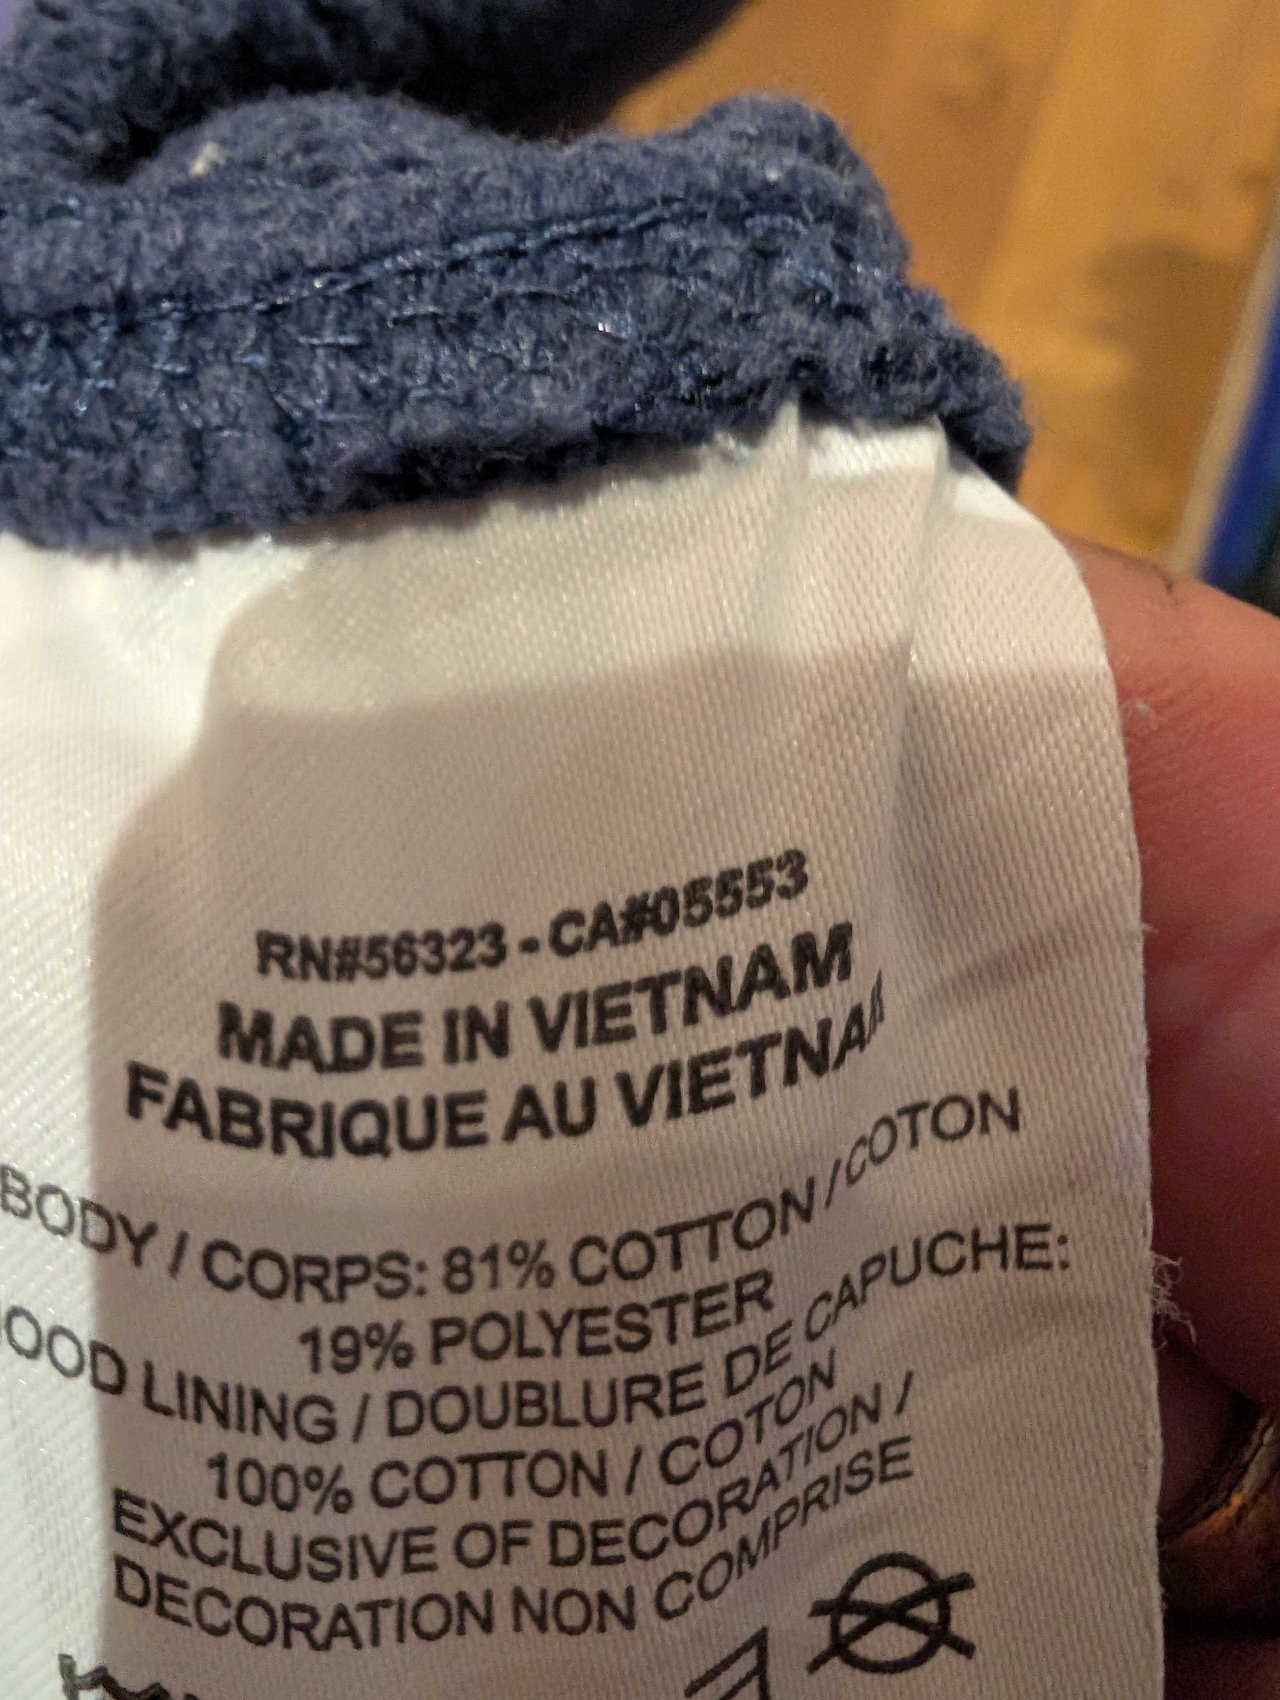 RN#56323 - CA#05553
MADE IN VIETNAM
FABRIQUE AU VIETNAM
BODY / CORPS: 81% COTTON / COTON
19% POLYESTER
OOD LINING / DOUBLURE DE CAPUCHE:
100% COTTON / COTON
EXCLUSIVE OF DECORATION /
DECORATION NON COMPRISE